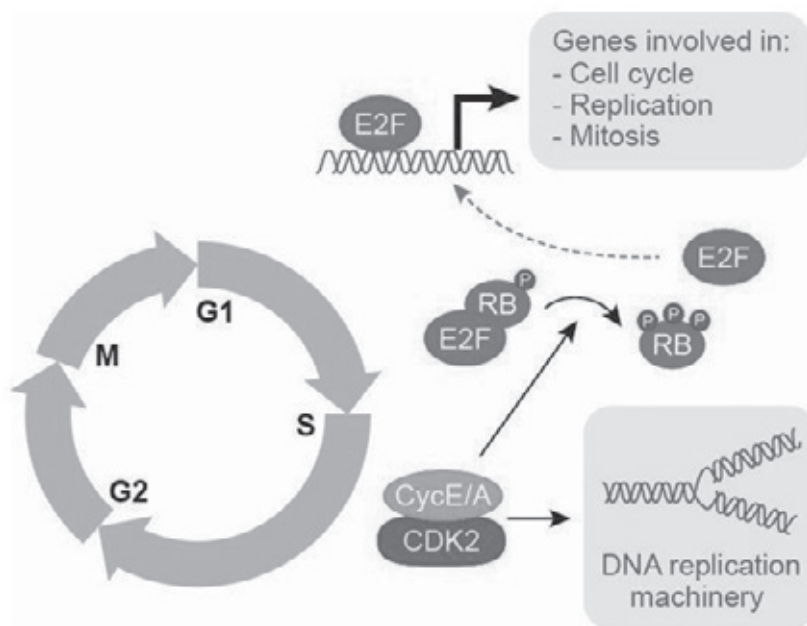 Genes involved in:
- Cell cycle
- Replication
- Mitosis
E2F
E2F
P
RB
E2F
P P P
RB
G1
M
S
G2
CycE/A
CDK2
DNA replication
machinery